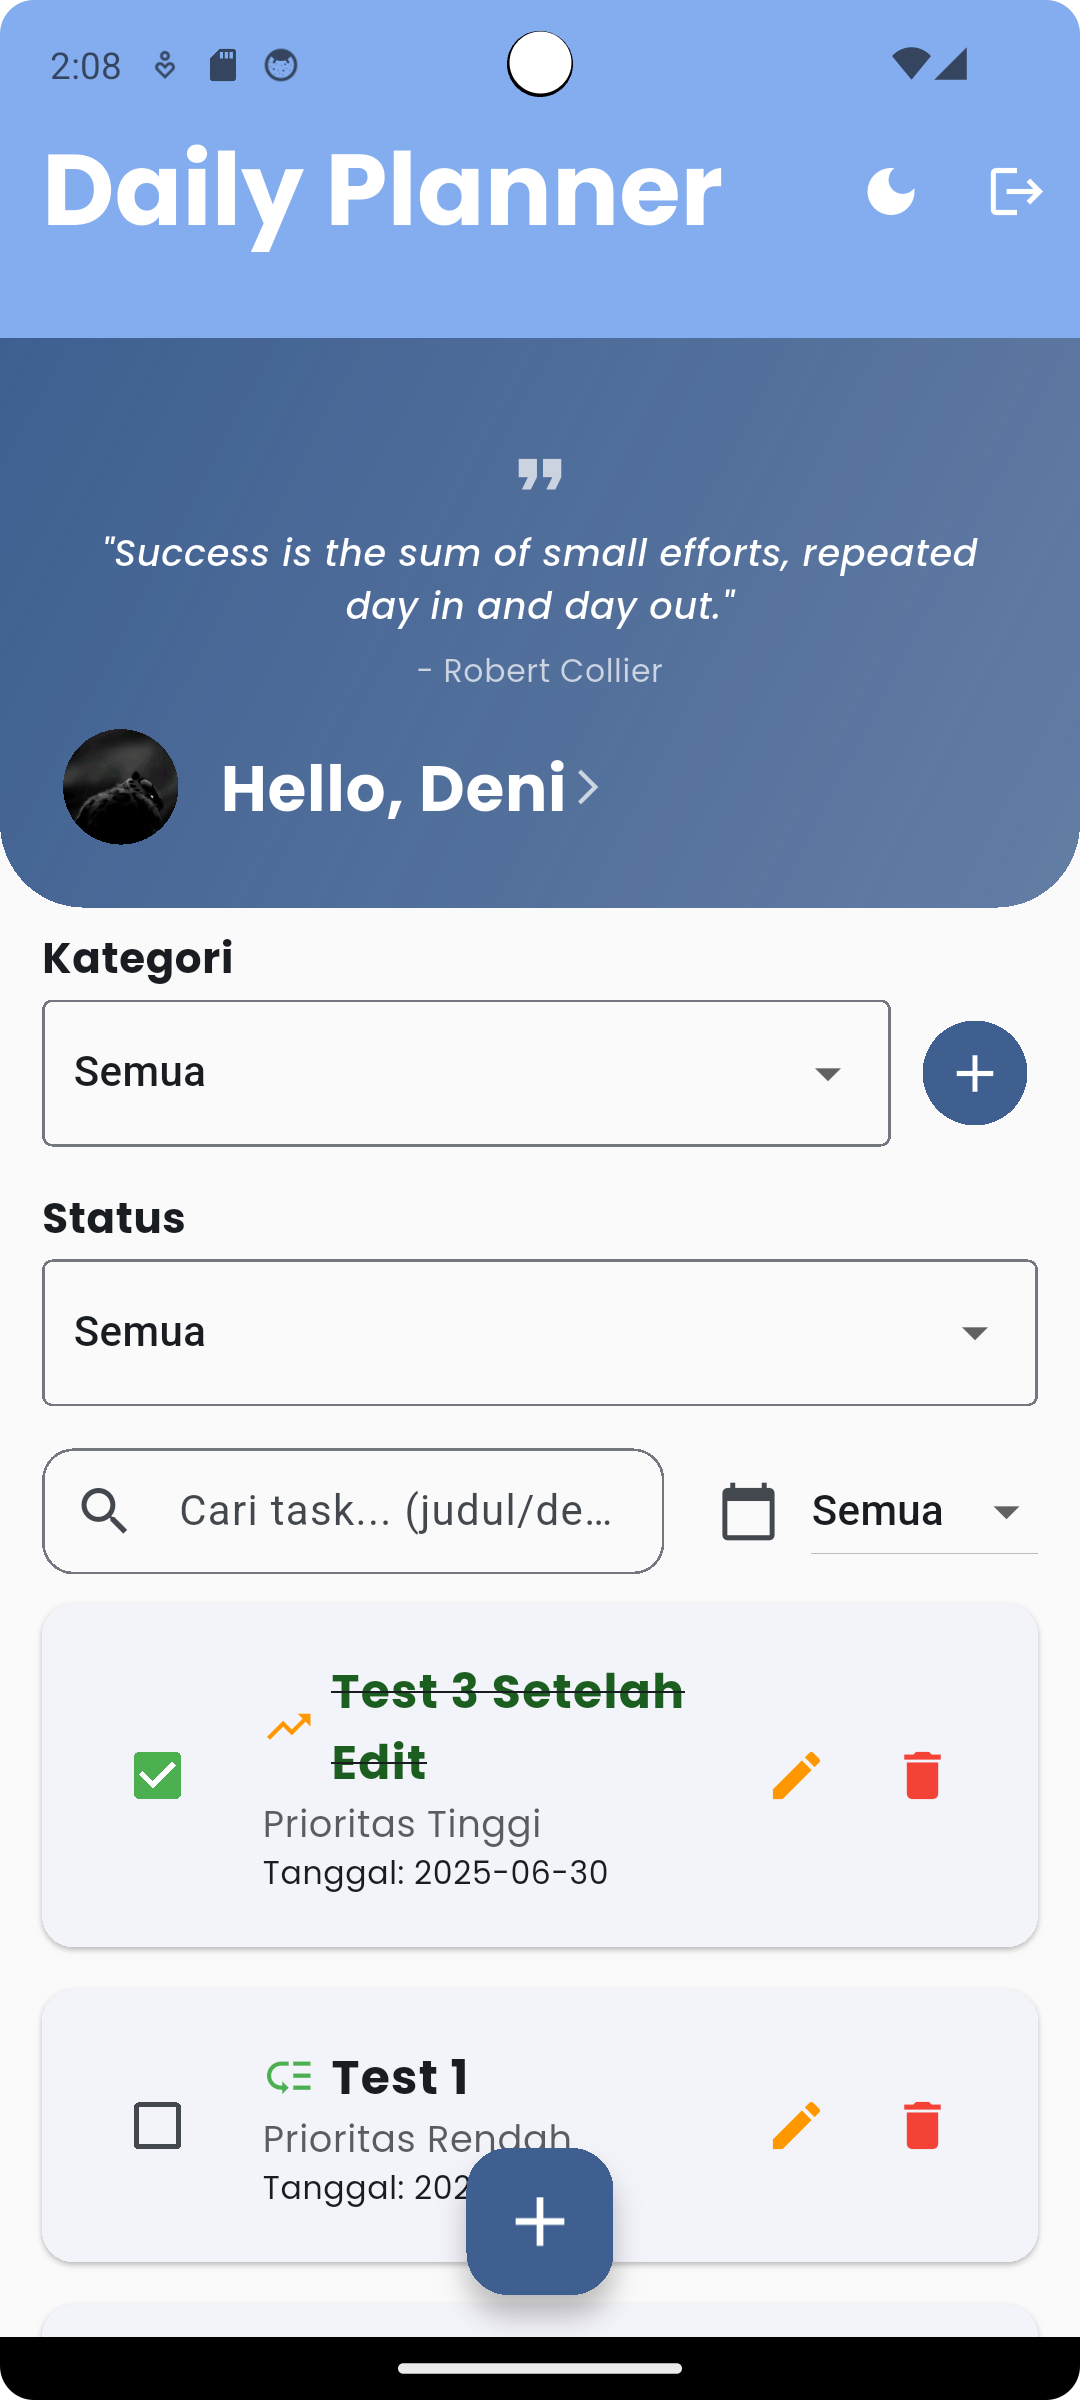 2:08
Daily Planner
"Success is the sum of small efforts, repeated
day in and day out."
- Robert Collier
Hello, Deni
Kategori
Semua
Status
Semua
Cari task... (judul/de...
Semua
Test 3 Setelah
Edit
Prioritas Tinggi
Tanggal: 2025-06-30
Test 1
Prioritas Rendah
Tanggal: 202